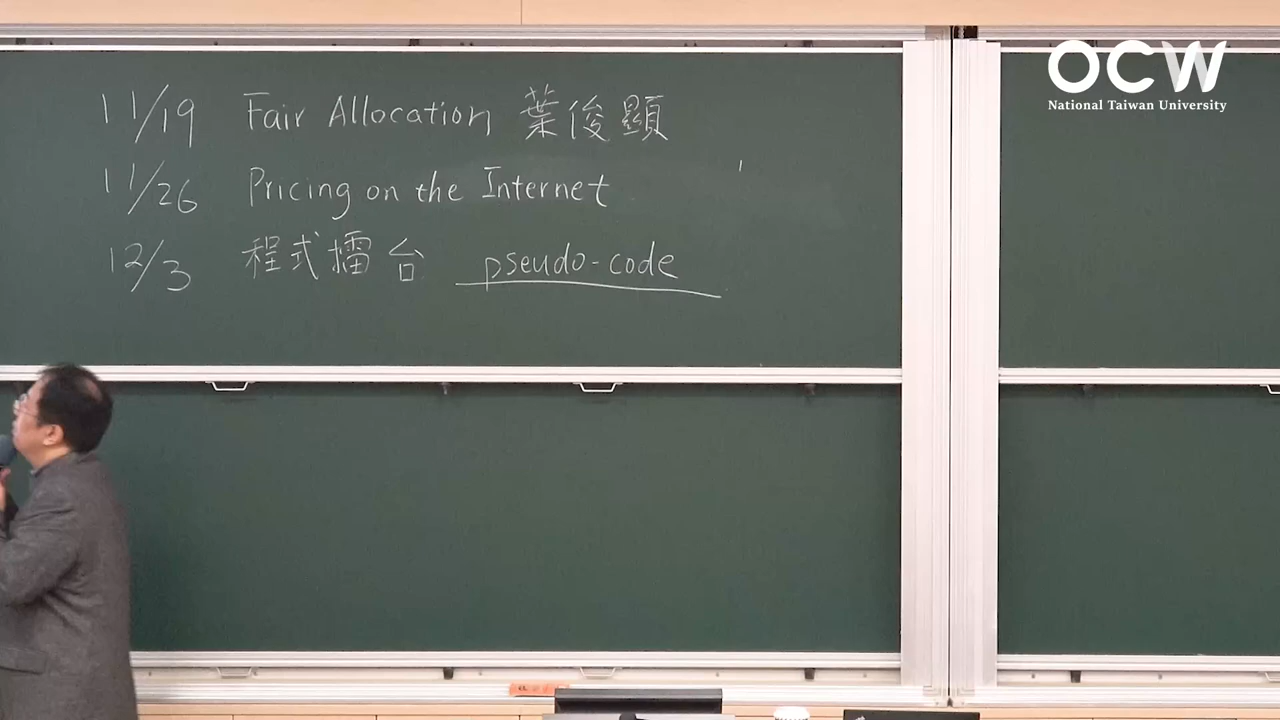 OCW
National Taiwan University
11/19 Fair Allocation 葉俊顯
11/26 Pricing on the Internet
12/3 程式擂台 pseudo-code